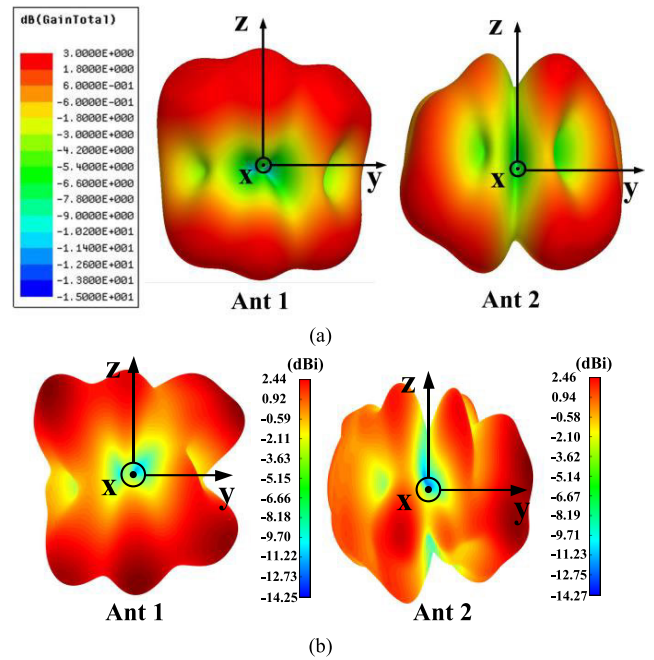 dB(GainTotal)
3.0000E+000
1.8000E+000
6.0000E-001
-6.0000E-001
-1.8000E+000
-3.0000E+000
-4.2000E+000
-5.4000E+000
-6.6000E+000
-7.8000E+000
-9.0000E+000
-1.0200E+001
-1.1400E+001
-1.2600E+001
-1.3800E+001
-1.5000E+001
z
x
y
Ant 1
z
x
y
Ant 2
(a)
z
x
y
Ant 1
(dBi)
2.44
0.92
-0.59
-2.11
-3.63
-5.15
-6.66
-8.18
-9.70
-11.22
-12.73
-14.25
z
x
y
Ant 2
(dBi)
2.46
0.94
-0.59
-2.11
-3.62
-5.14
-6.67
-8.19
-9.71
-11.23
-12.74
-14.27
(b)